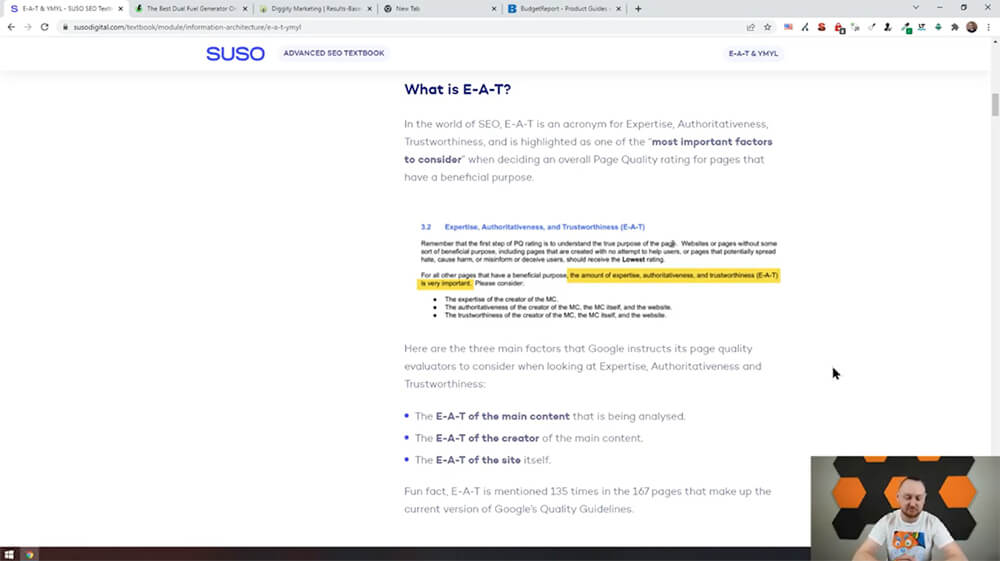 E-A-T & YMYL - SUSO SEO Textb
The Best Dual Fuel Generator On
Diggity Marketing | Results-Base
New Tab
BudgetReport - Product Guides
susodigital.com/textbook/module/information-architecture/e-a-t-ymyl
SUSO
ADVANCED SEO TEXTBOOK
E-A-T & YMYL
What is E-A-T?
In the world of SEO, E-A-T is an acronym for Expertise, Authoritativeness,
Trustworthiness, and is highlighted as one of the “most important factors
to consider” when deciding an overall Page Quality rating for pages that
have a beneficial purpose.
3.2 Expertise, Authoritativeness, and Trustworthiness (E-A-T)
Remember that the first step of PQ rating is to understand the true purpose of the page. Websites or pages without some
sort of beneficial purpose, including pages that are created with no attempt to help users, or pages that potentially spread
hate, cause harm, or misinform or deceive users, should receive the Lowest rating.
For all other pages that have a beneficial purpose, the amount of expertise, authoritativeness, and trustworthiness (E-A-T)
is very important. Please consider:
● The expertise of the creator of the MC.
● The authoritativeness of the creator of the MC, the MC itself, and the website.
● The trustworthiness of the creator of the MC, the MC itself, and the website.
Here are the three main factors that Google instructs its page quality
evaluators to consider when looking at Expertise, Authoritativeness and
Trustworthiness:
• The E-A-T of the main content that is being analysed.
• The E-A-T of the creator of the main content.
• The E-A-T of the site itself.
Fun fact, E-A-T is mentioned 135 times in the 167 pages that make up the
current version of Google's Quality Guidelines.